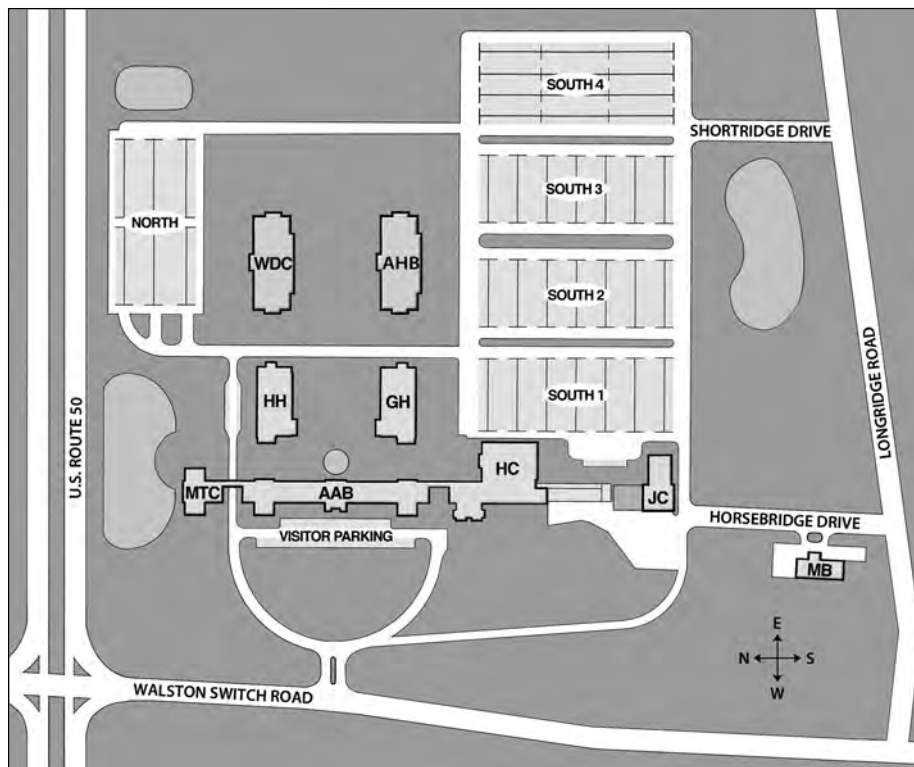 SOUTH 4
SHORTRIDGE DRIVE
SOUTH 3
NORTH
WDC
AHB
SOUTH 2
U.S. ROUTE 50
HH
GH
SOUTH 1
LONGRIDGE ROAD
HC
MTC
AAB
JC
VISITOR PARKING
HORSEBRIDGE DRIVE
MB
E
N
S
W
WALSTON SWITCH ROAD